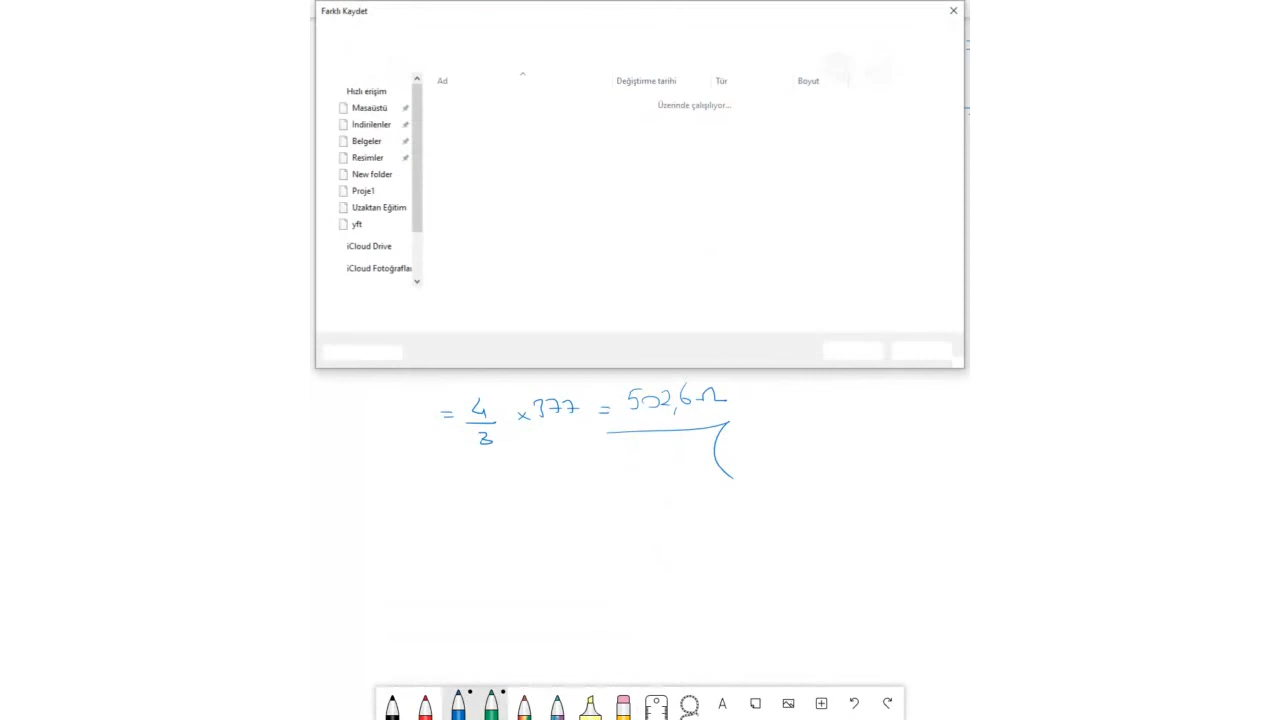 Farklı Kaydet
Ad Değiştirme tarihi Tür Boyut
Üzerinde çalışılıyor...
Hızlı erişim
Masaüstü
İndirilenler
Belgeler
Resimler
New folder
Proje1
Uzaktan Eğitim
yft
iCloud Drive
iCloud Fotoğrafla
= 4/3 x 377 = 502,6 Ω
A